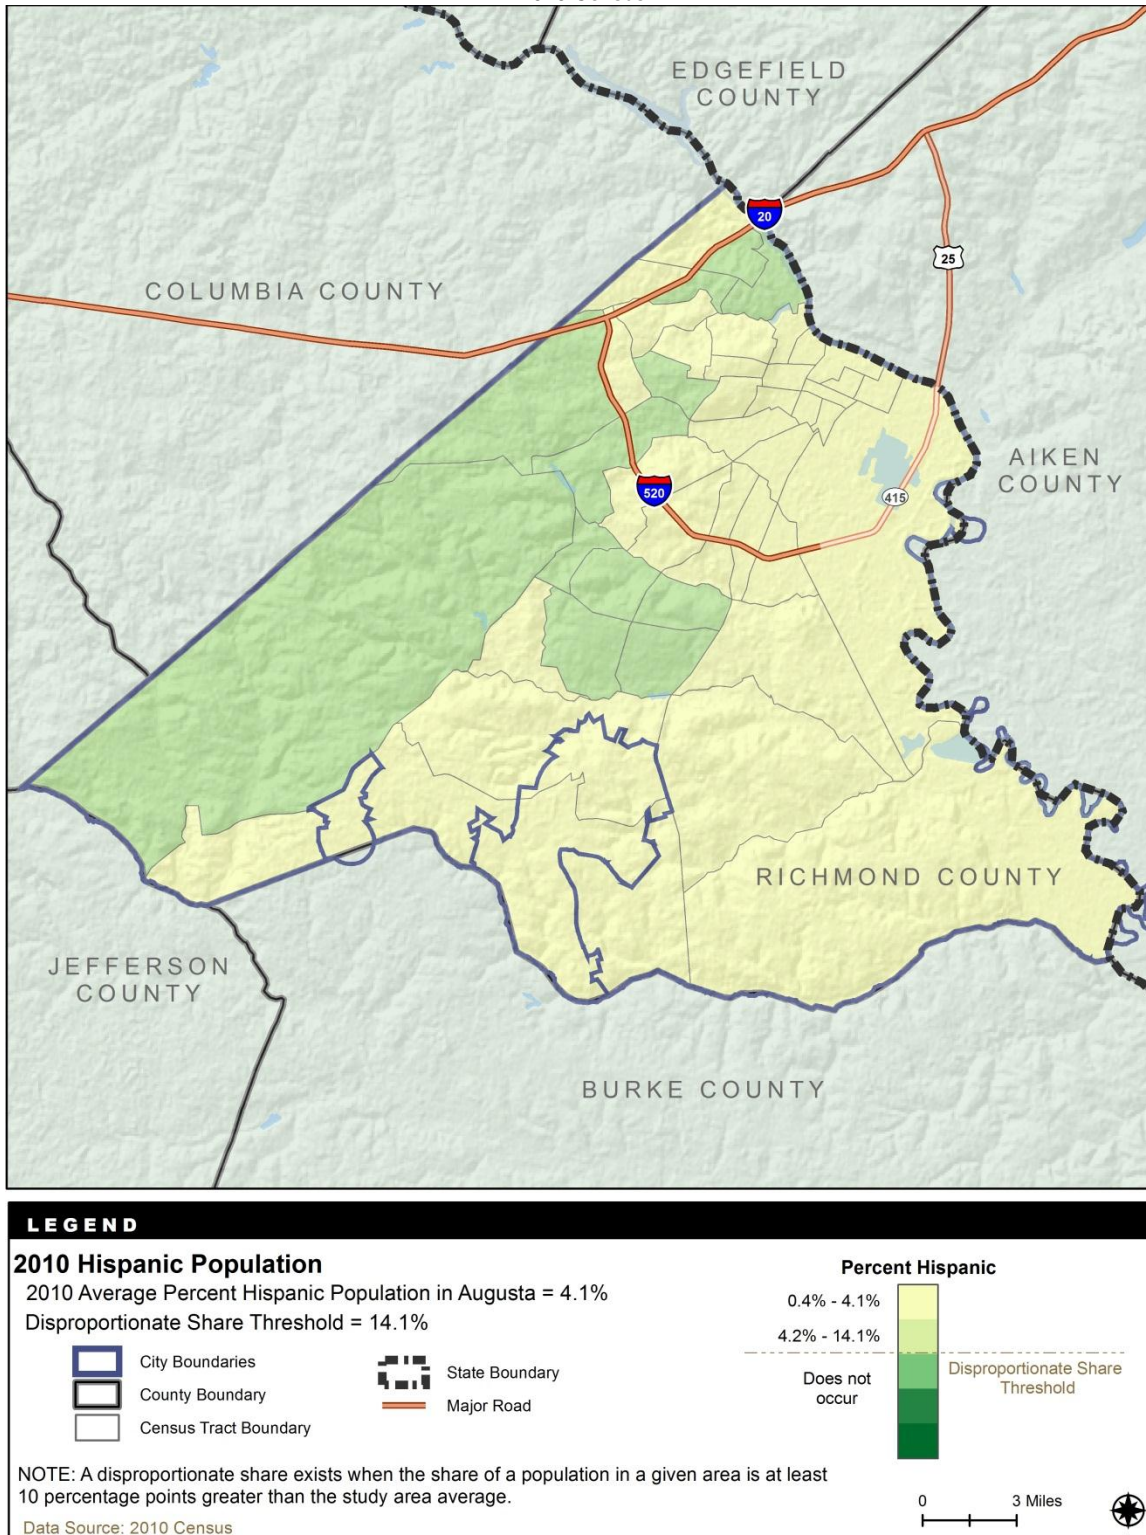 EDGEFIELD
COUNTY
20
25
COLUMBIA COUNTY
AIKEN
COUNTY
520
415
RICHMOND COUNTY
JEFFERSON
COUNTY
BURKE COUNTY
LEGEND
2010 Hispanic Population
2010 Average Percent Hispanic Population in Augusta = 4.1%
Disproportionate Share Threshold = 14.1%
City Boundaries
County Boundary
Census Tract Boundary
State Boundary
Major Road
Percent Hispanic
0.4% - 4.1%
4.2% - 14.1%
Does not
occur
Disproportionate Share
Threshold
NOTE: A disproportionate share exists when the share of a population in a given area is at least
10 percentage points greater than the study area average.
0 3 Miles
Data Source: 2010 Census